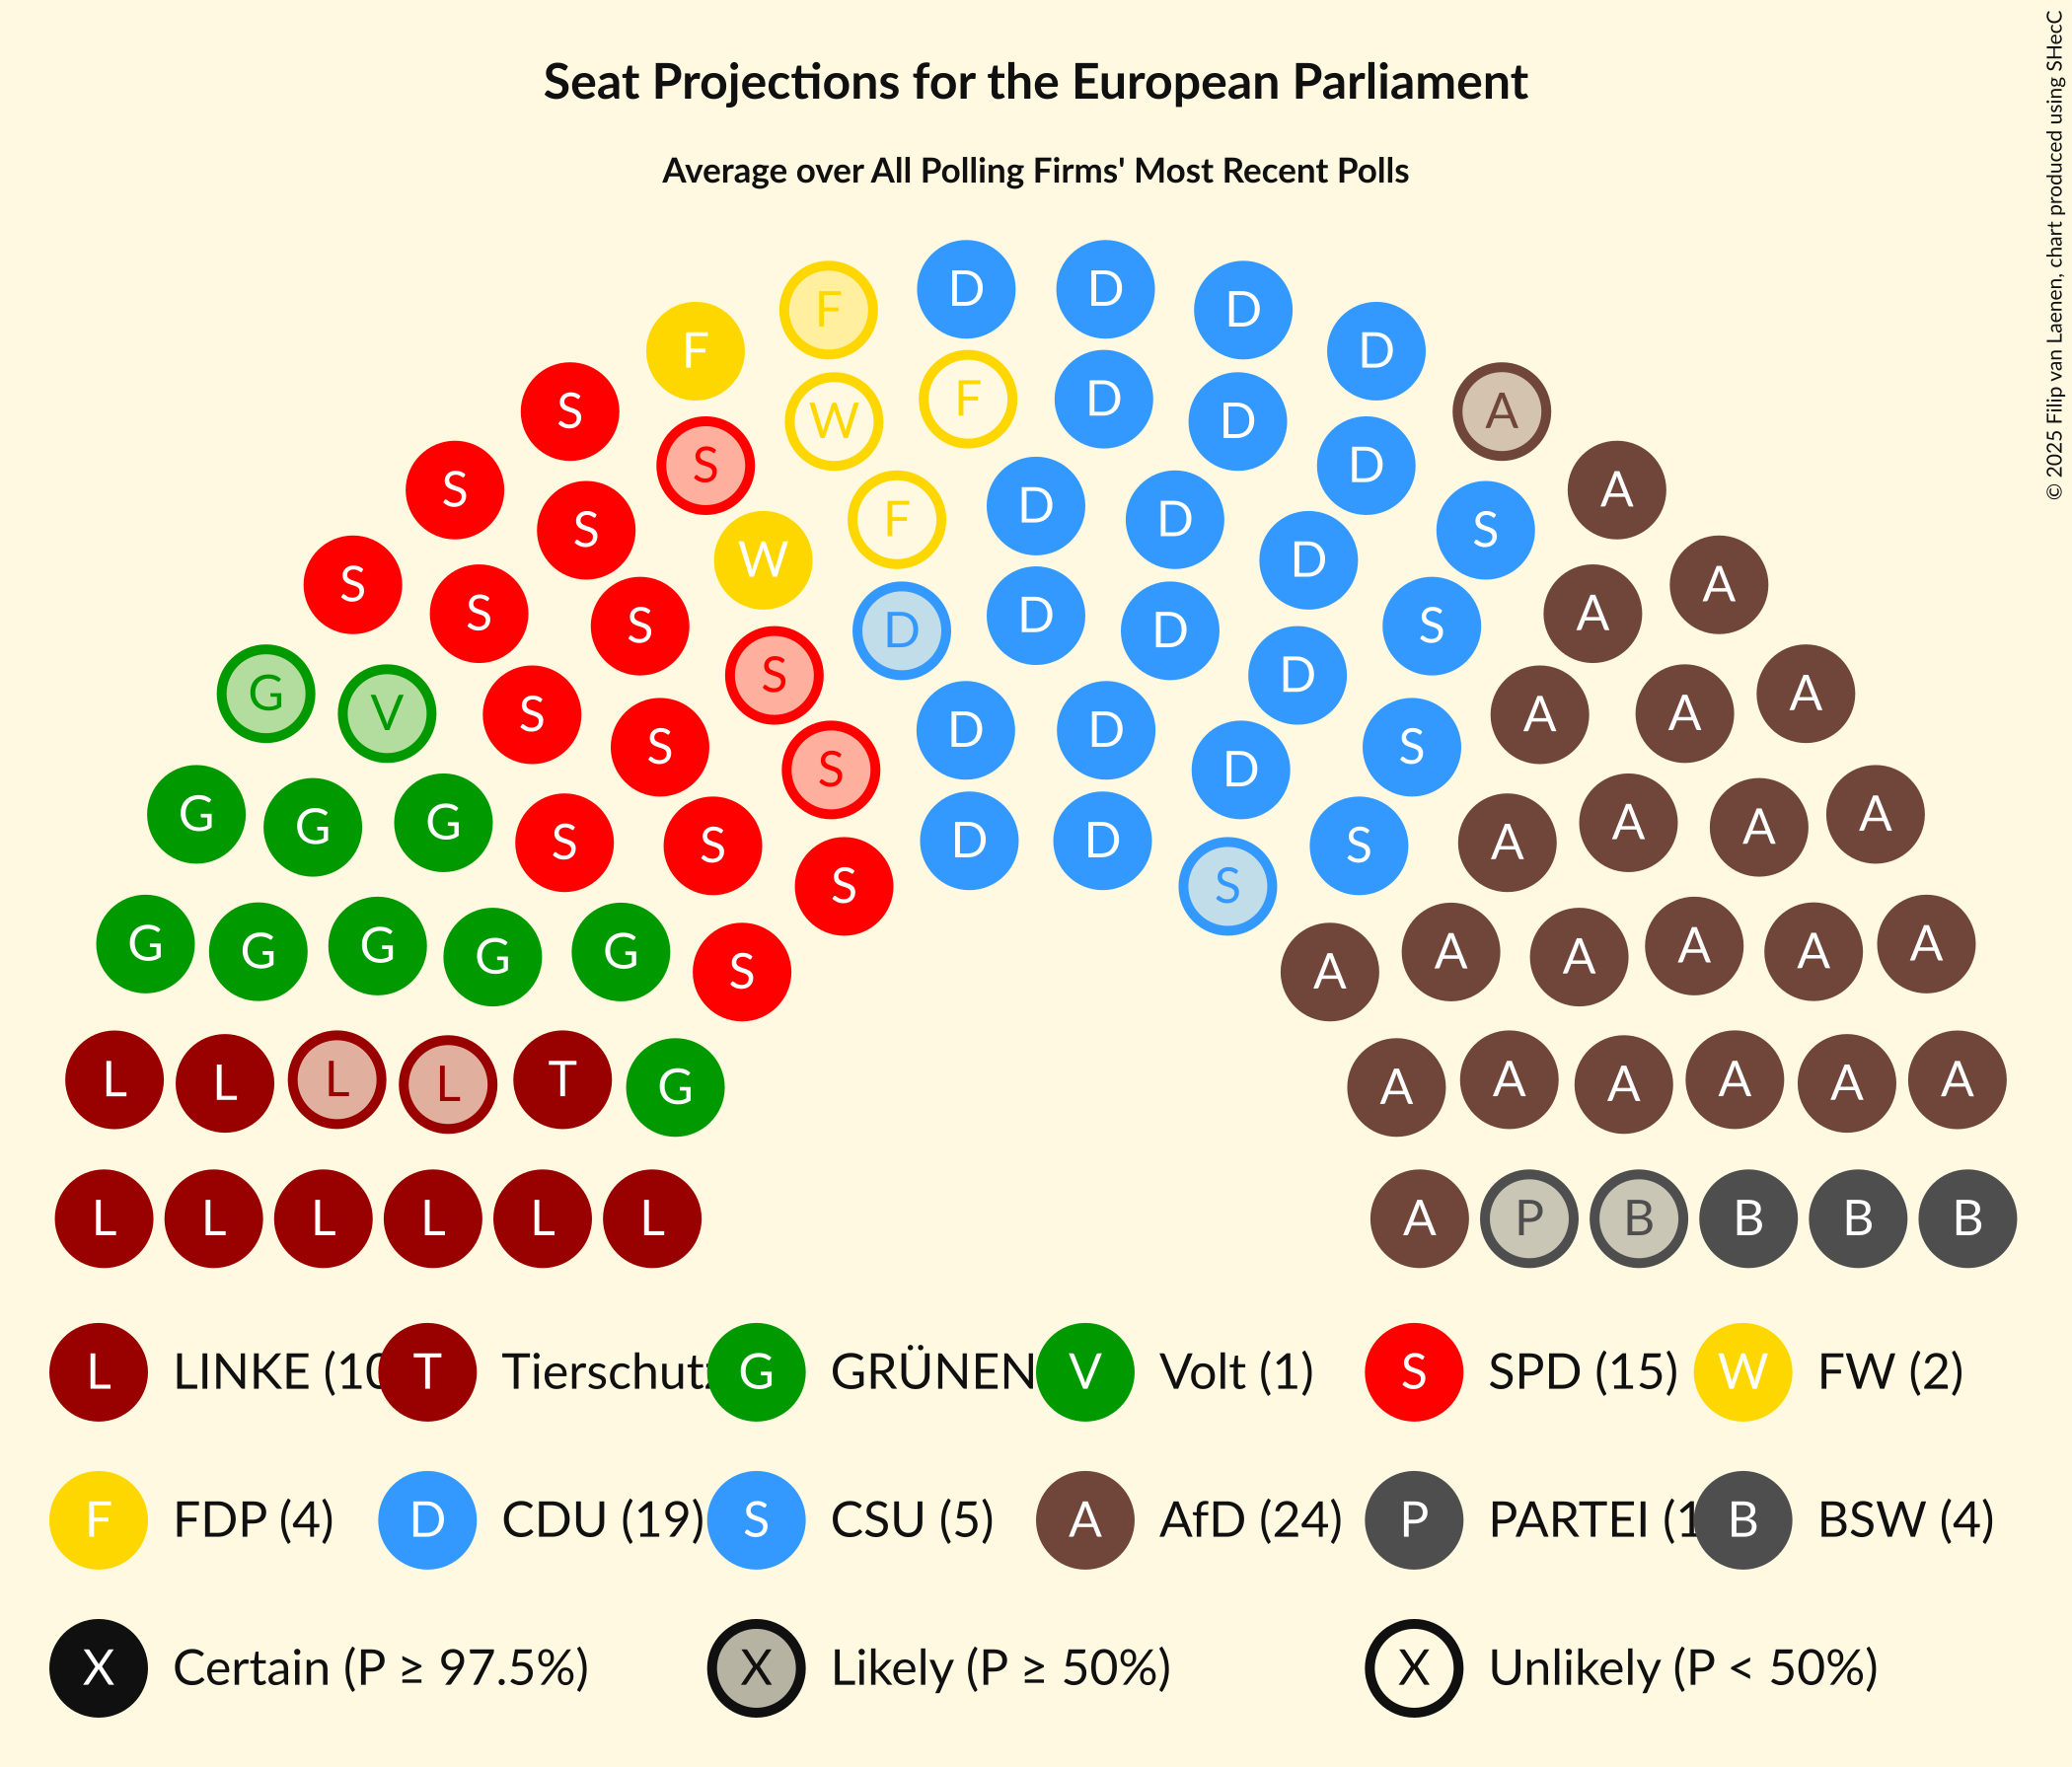 Seat Projections for the European Parliament
Average over All Polling Firms' Most Recent Polls
© 2025 Filip van Laenen, chart produced using SHecC
D D
F D
F D
F D
S A
W D
S D
S A
D
F D
S S
W D
S A
S D A
S D D S
S D
G A
V S A A
D D
S S
S D
G A
G G A A
S S D D S A
S S
G G G G G A A A A A
S A
L L L L T G A A A A A A
L L L L L L A P B B B B
L LINKE (10 T Tierschutz G GRÜNEN V Volt (1) S SPD (15) W FW (2)
F FDP (4) D CDU (19) S CSU (5) A AfD (24) P PARTEI (1 B BSW (4)
X Certain (P ≥ 97.5%) X Likely (P ≥ 50%) X Unlikely (P < 50%)